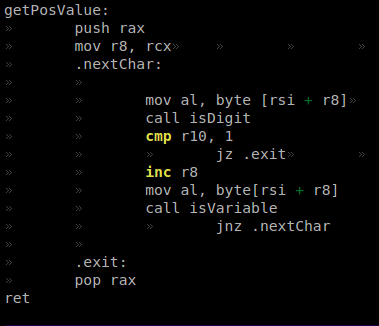 getPosValue:
» push rax
» mov r8, rcx» » » »
» .nextChar:
» »
» » mov al, byte [rsi + r8]»
» » call isDigit
» » cmp r10, 1
» » » jz .exit» »
» » inc r8
» » mov al, byte[rsi + r8]
» » call isVariable
» » » jnz .nextChar
» »
» .exit:
» pop rax
ret